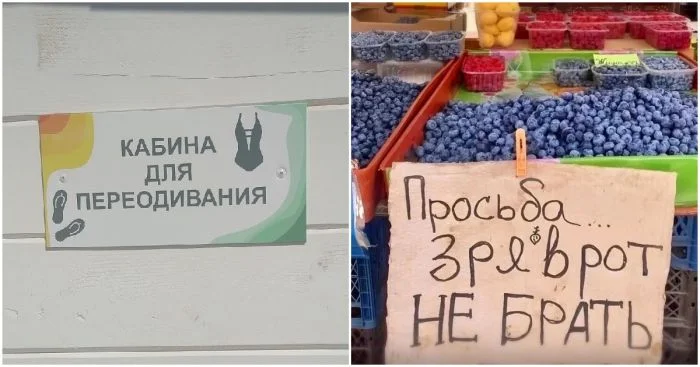 КАБИНА
ДЛЯ
ПЕРЕОДИВАНИЯ
Просьба...
зря в рот
НЕ БРАТЬ